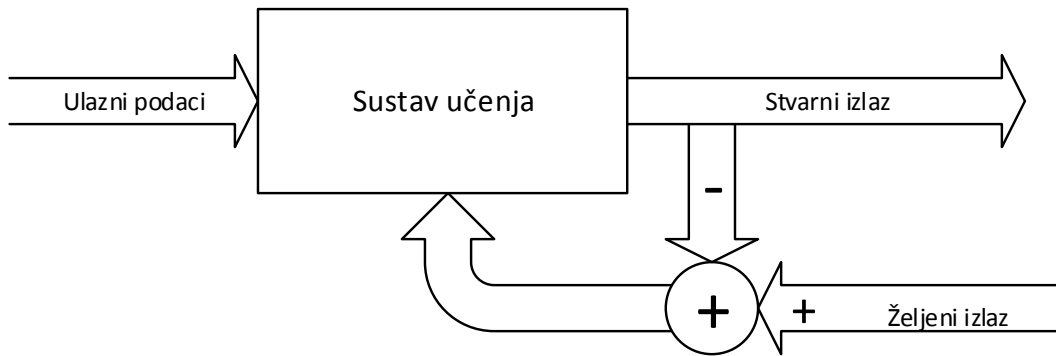 Ulazni podaci
Sustav učenja
Stvarni izlaz
-
+
+
Željeni izlaz